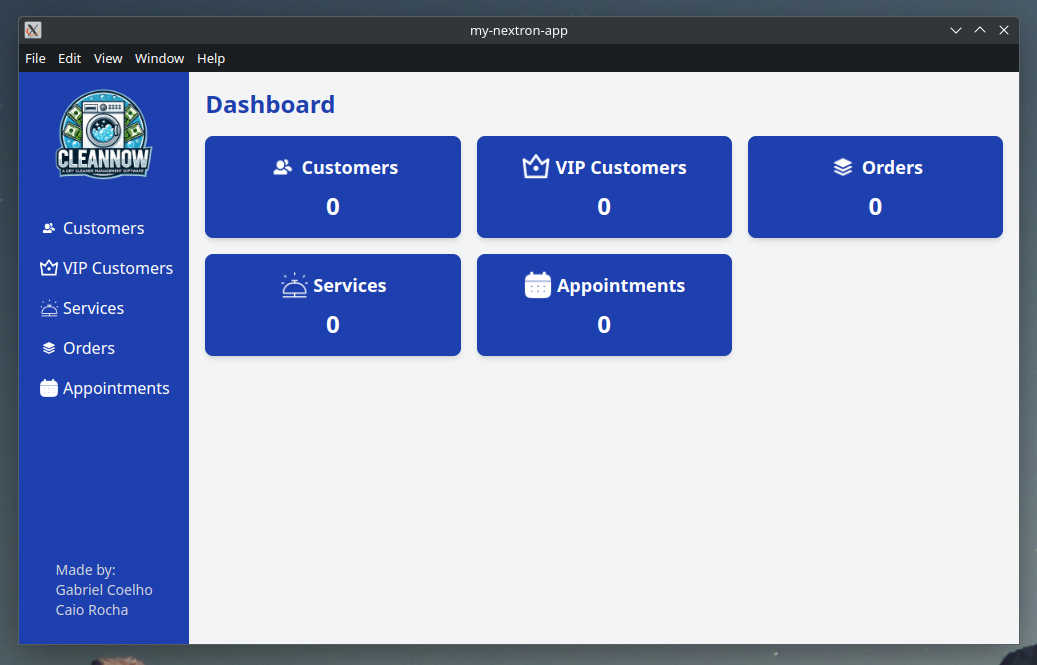 my-nextron-app
File Edit View Window Help
CLEANNOW
A DRY CLEANER MANAGEMENT SOFTWARE
Customers
VIP Customers
Services
Orders
Appointments
Made by:
Gabriel Coelho
Caio Rocha
Dashboard
Customers
0
VIP Customers
0
Orders
0
Services
0
Appointments
0